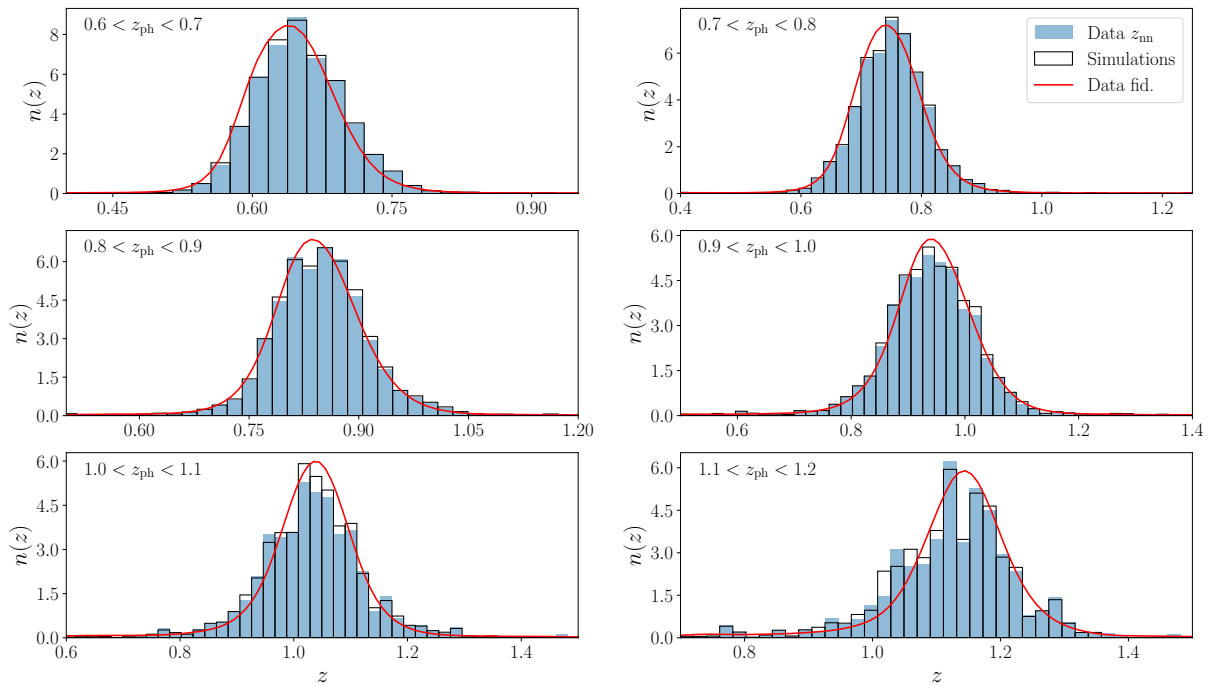 0.6 < z_ph < 0.7
n(z)
8
6
4
2
0
0.45 0.60 0.75 0.90
0.7 < z_ph < 0.8
Data z_nn
Simulations
Data fid.
n(z)
6
4
2
0
0.4 0.6 0.8 1.0 1.2
0.8 < z_ph < 0.9
n(z)
6.0
4.5
3.0
1.5
0.0
0.60 0.75 0.90 1.05 1.20
0.9 < z_ph < 1.0
n(z)
6.0
4.5
3.0
1.5
0.0
0.6 0.8 1.0 1.2 1.4
1.0 < z_ph < 1.1
n(z)
6.0
4.5
3.0
1.5
0.0
0.6 0.8 1.0 1.2 1.4
z
1.1 < z_ph < 1.2
n(z)
6.0
4.5
3.0
1.5
0.0
0.8 1.0 1.2 1.4
z